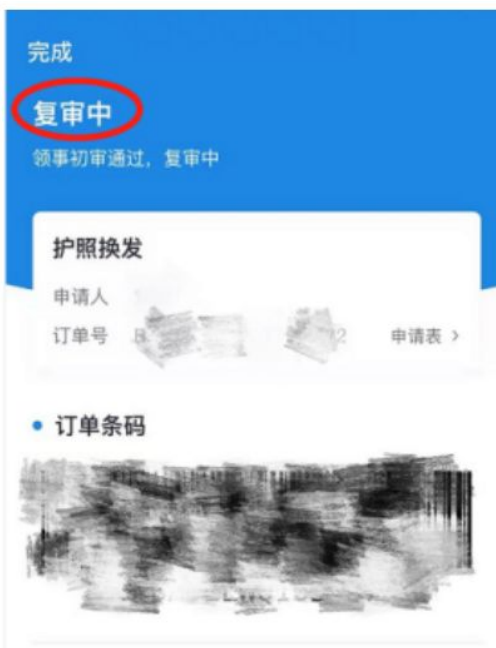 完成
复审中
领事初审通过，复审中
护照换发
申请人
订单号
申请表 >
订单条码